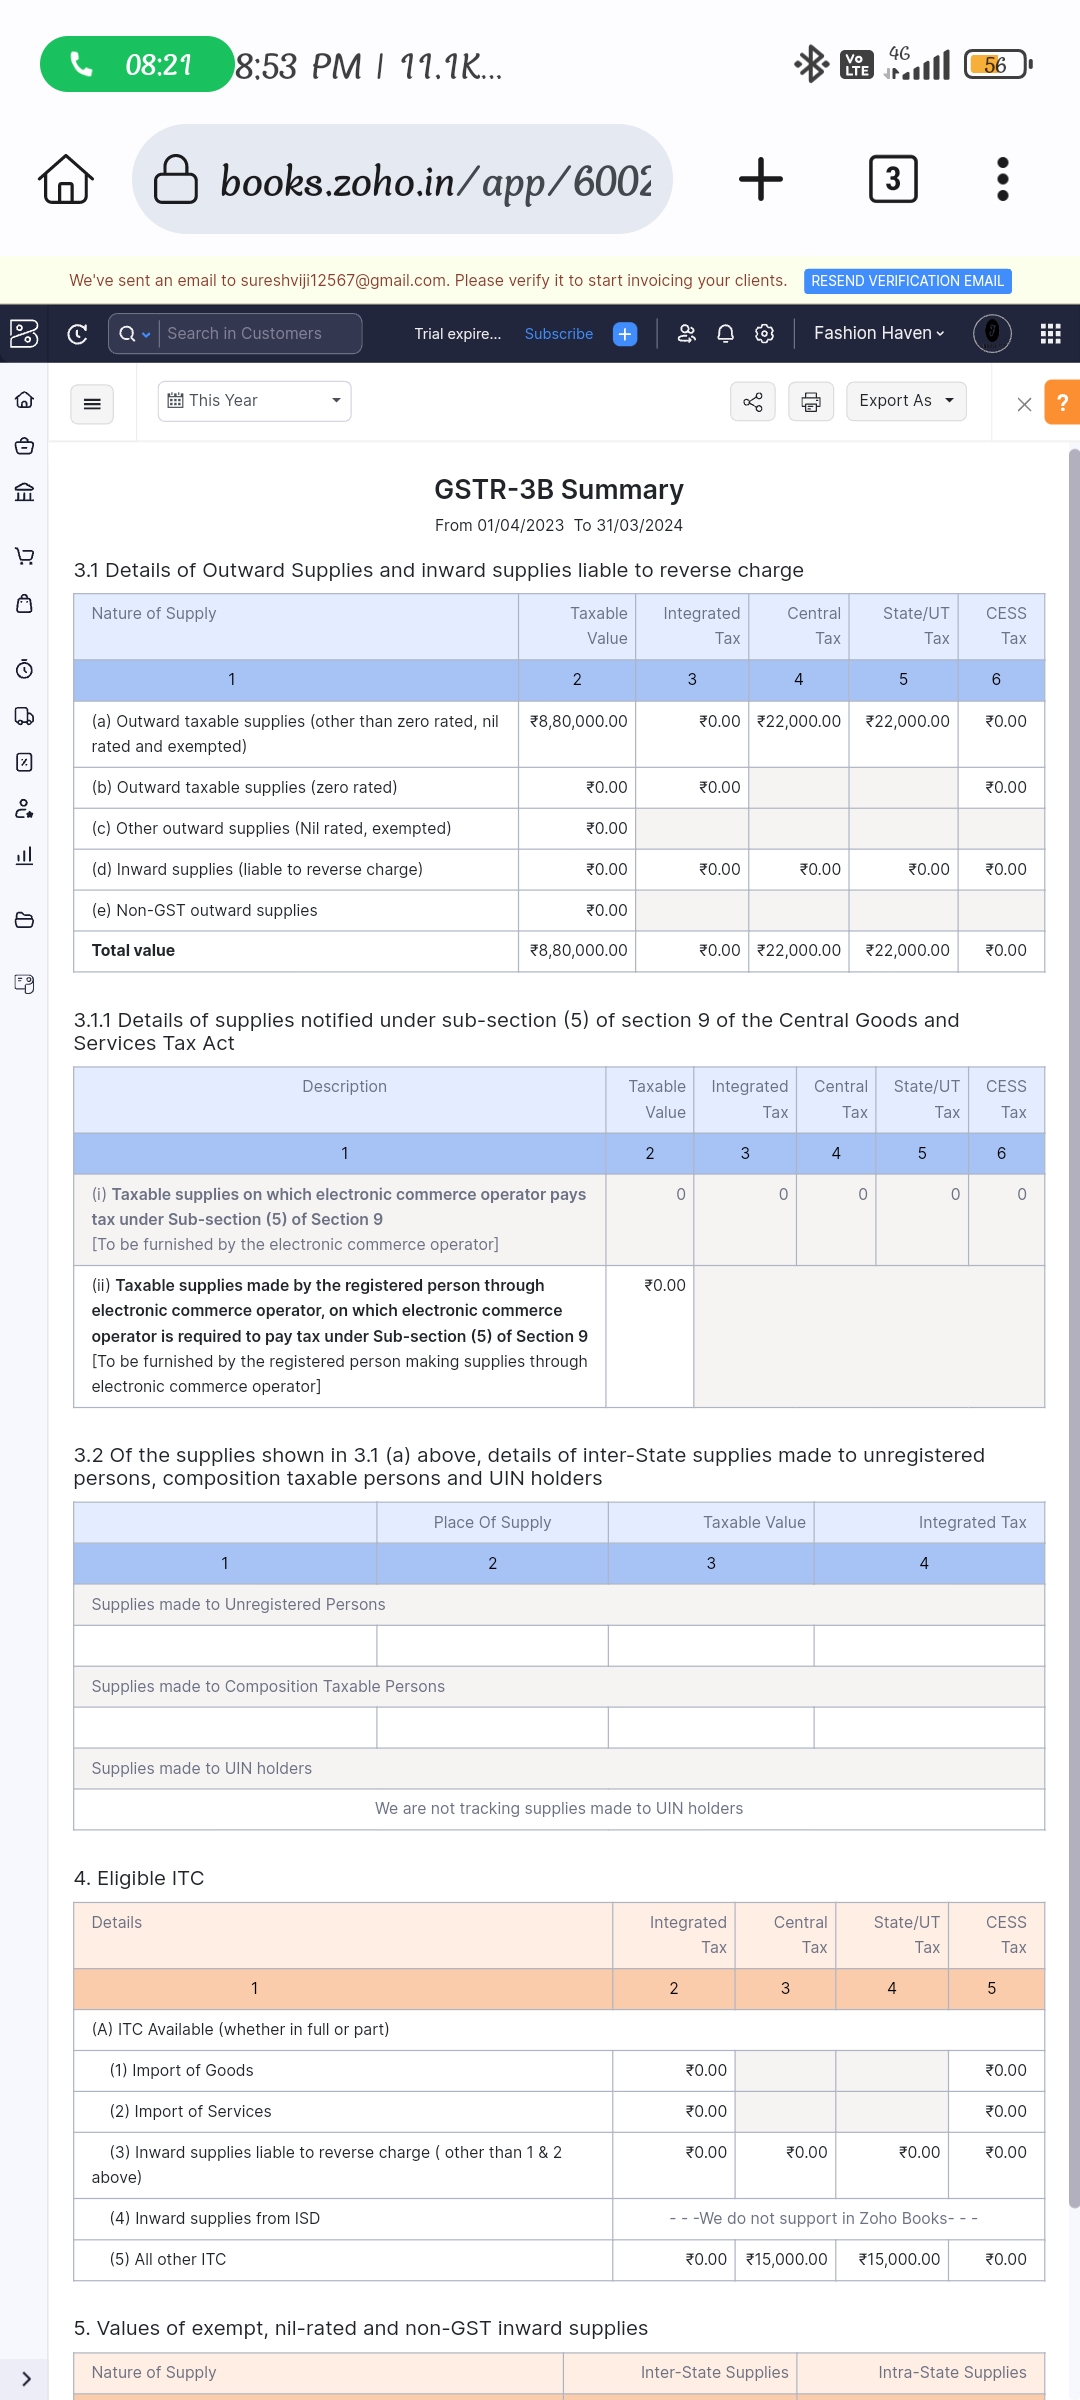 08:21 8:53 PM | 11.1K... Vo LTE 4G 56
books.zoho.in/app/6002 3
We've sent an email to sureshviji12567@gmail.com. Please verify it to start invoicing your clients. RESEND VERIFICATION EMAIL
Search in Customers Trial expire... Subscribe Fashion Haven
This Year Export As ?
GSTR-3B Summary
From 01/04/2023 To 31/03/2024
3.1 Details of Outward Supplies and inward supplies liable to reverse charge
Nature of Supply Taxable Value Integrated Tax Central Tax State/UT Tax CESS Tax
1 2 3 4 5 6
(a) Outward taxable supplies (other than zero rated, nil rated and exempted) ₹8,80,000.00 ₹0.00 ₹22,000.00 ₹22,000.00 ₹0.00
(b) Outward taxable supplies (zero rated) ₹0.00 ₹0.00 ₹0.00
(c) Other outward supplies (Nil rated, exempted) ₹0.00
(d) Inward supplies (liable to reverse charge) ₹0.00 ₹0.00 ₹0.00 ₹0.00 ₹0.00
(e) Non-GST outward supplies ₹0.00
Total value ₹8,80,000.00 ₹0.00 ₹22,000.00 ₹22,000.00 ₹0.00
3.1.1 Details of supplies notified under sub-section (5) of section 9 of the Central Goods and
Services Tax Act
Description Taxable Value Integrated Tax Central Tax State/UT Tax CESS Tax
1 2 3 4 5 6
(i) Taxable supplies on which electronic commerce operator pays 0 0 0 0 0
tax under Sub-section (5) of Section 9
[To be furnished by the electronic commerce operator]
(ii) Taxable supplies made by the registered person through ₹0.00
electronic commerce operator, on which electronic commerce
operator is required to pay tax under Sub-section (5) of Section 9
[To be furnished by the registered person making supplies through
electronic commerce operator]
3.2 Of the supplies shown in 3.1 (a) above, details of inter-State supplies made to unregistered
persons, composition taxable persons and UIN holders
Place Of Supply Taxable Value Integrated Tax
1 2 3 4
Supplies made to Unregistered Persons
Supplies made to Composition Taxable Persons
Supplies made to UIN holders
We are not tracking supplies made to UIN holders
4. Eligible ITC
Details Integrated Tax Central Tax State/UT Tax CESS Tax
1 2 3 4 5
(A) ITC Available (whether in full or part)
(1) Import of Goods ₹0.00 ₹0.00
(2) Import of Services ₹0.00 ₹0.00
(3) Inward supplies liable to reverse charge ( other than 1 & 2 above) ₹0.00 ₹0.00 ₹0.00 ₹0.00
(4) Inward supplies from ISD - - -We do not support in Zoho Books- - -
(5) All other ITC ₹0.00 ₹15,000.00 ₹15,000.00 ₹0.00
5. Values of exempt, nil-rated and non-GST inward supplies
Nature of Supply Inter-State Supplies Intra-State Supplies